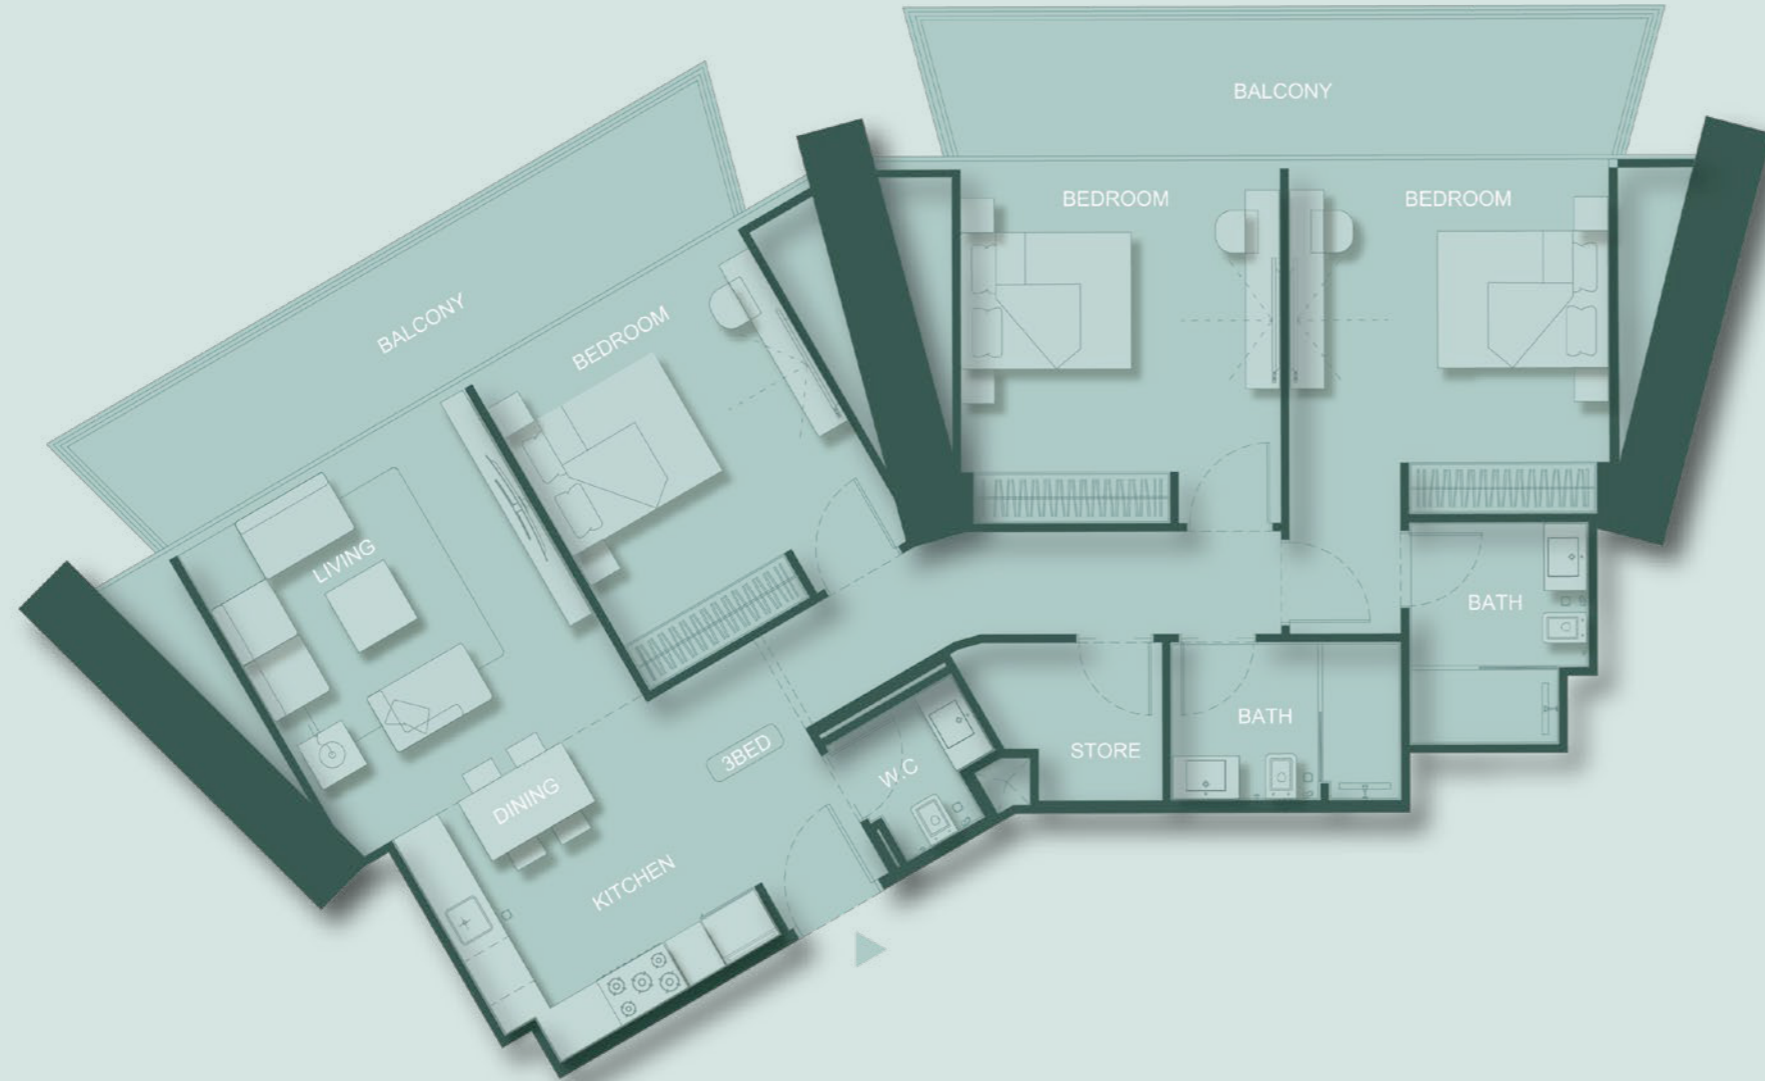 BALCONY
BEDROOM
BEDROOM
BALCONY
BEDROOM
LIVING
BATH
BATH
STORE
W.C
3BED
DINING
KITCHEN